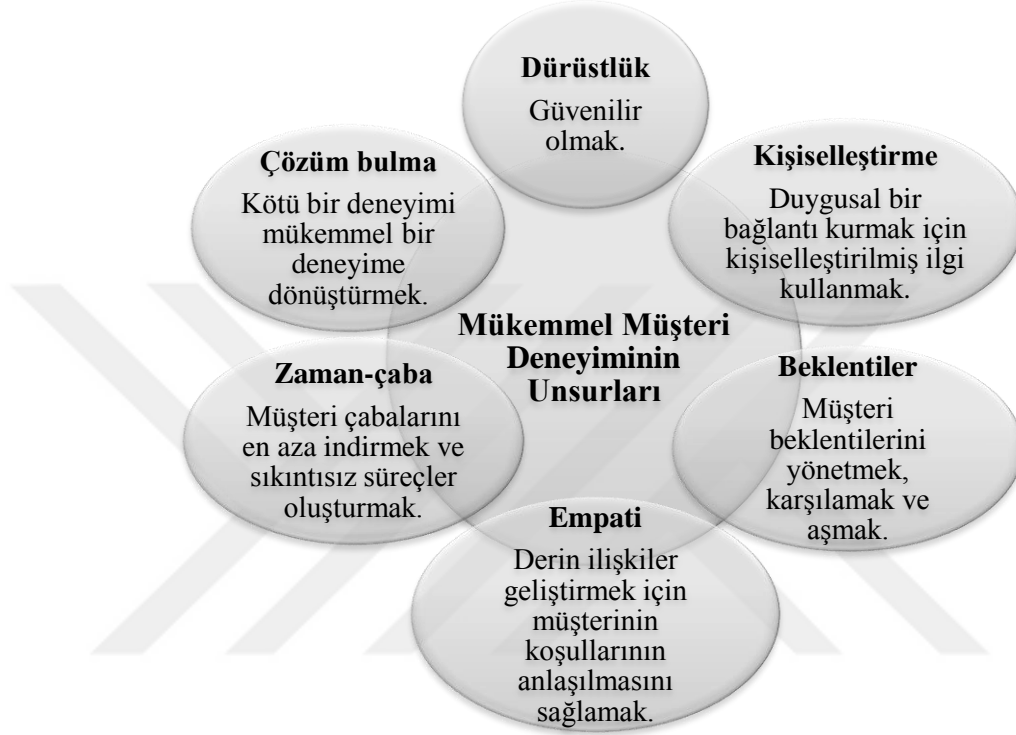 Dürüstlük
Güvenilir
olmak.
Kişiselleştirme
Duygusal bir
bağlantı kurmak için
kişiselleştirilmiş ilgi
kullanmak.
Beklentiler
Müşteri
beklentilerini
yönetmek,
karşılamak ve
aşmak.
Empati
Derin ilişkiler
geliştirmek için
müşterinin
koşullarının
anlaşılmasını
sağlamak.
Zaman-çaba
Müşteri çabalarını
en aza indirmek ve
sıkıntısız süreçler
oluşturmak.
Çözüm bulma
Kötü bir deneyimi
mükemmel bir
deneyime
dönüştürmek.
Mükemmel Müşteri
Deneyiminin
Unsurları